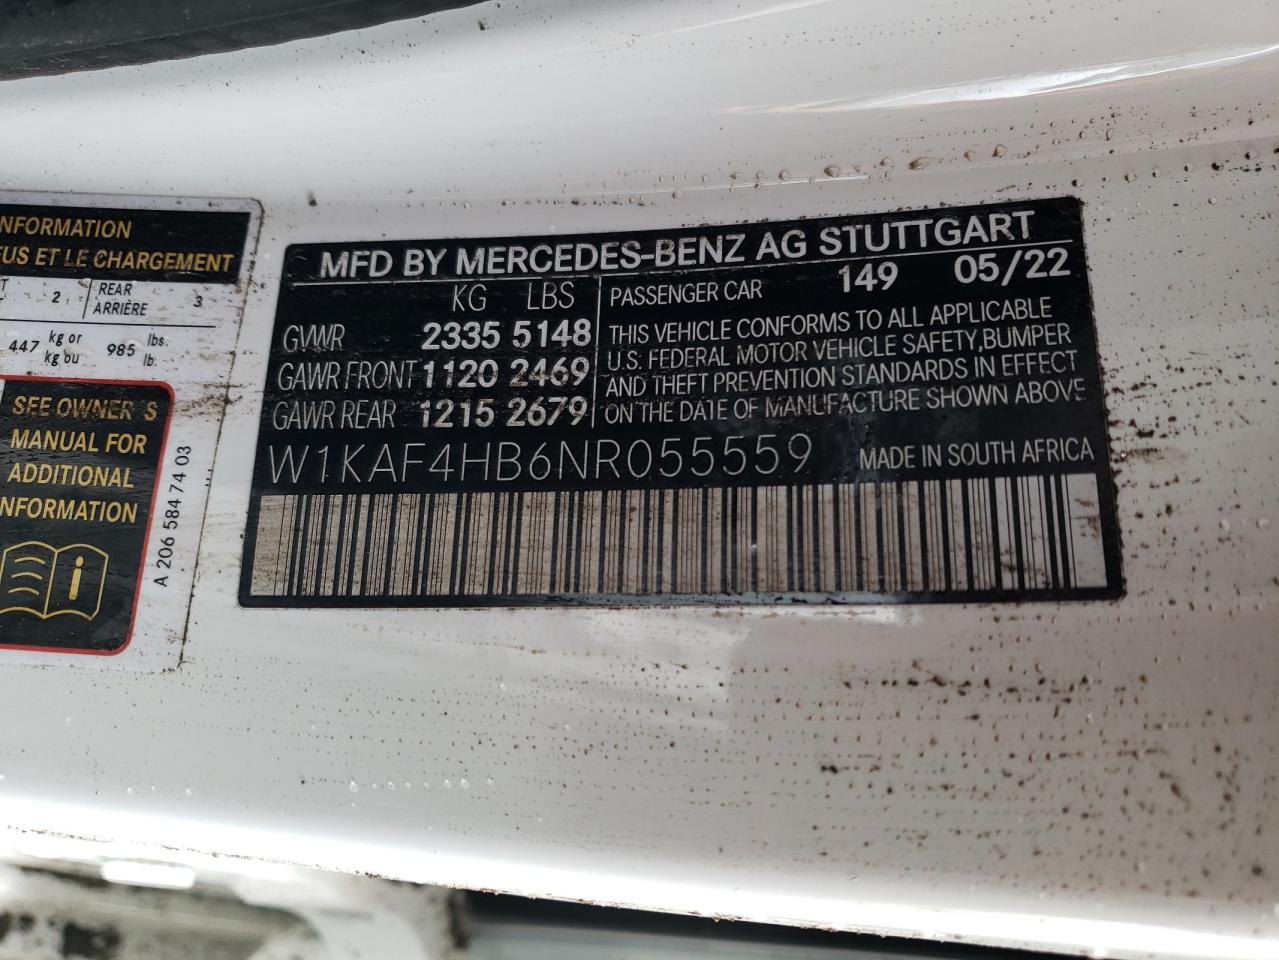 NFORMATION
EUS ET LE CHARGEMENT
T 2 REAR
ARRIÈRE 3
447 kg or
kg ou 985 lbs.
lb.
SEE OWNER'S
MANUAL FOR
ADDITIONAL
NFORMATION
A 206 584 74 03
MFD BY MERCEDES-BENZ AG STUTTGART
KG LBS
GVWR 2335 5148
GAWR FRONT 1120 2469
GAWR REAR 1215 2679
PASSENGER CAR 149 05/22
THIS VEHICLE CONFORMS TO ALL APPLICABLE
U.S. FEDERAL MOTOR VEHICLE SAFETY,BUMPER
AND THEFT PREVENTION STANDARDS IN EFFECT
ON THE DATE OF MANUFACTURE SHOWN ABOVE
W1KAF4HB6NR055559 MADE IN SOUTH AFRICA